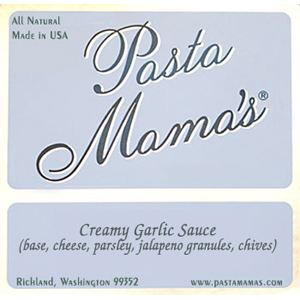 All Natural
Made in USA
Pasta
Mama's®
Creamy Garlic Sauce
(base, cheese, parsley, jalapeno granules, chives)
Richland, Washington 99352
www.pastamamas.com